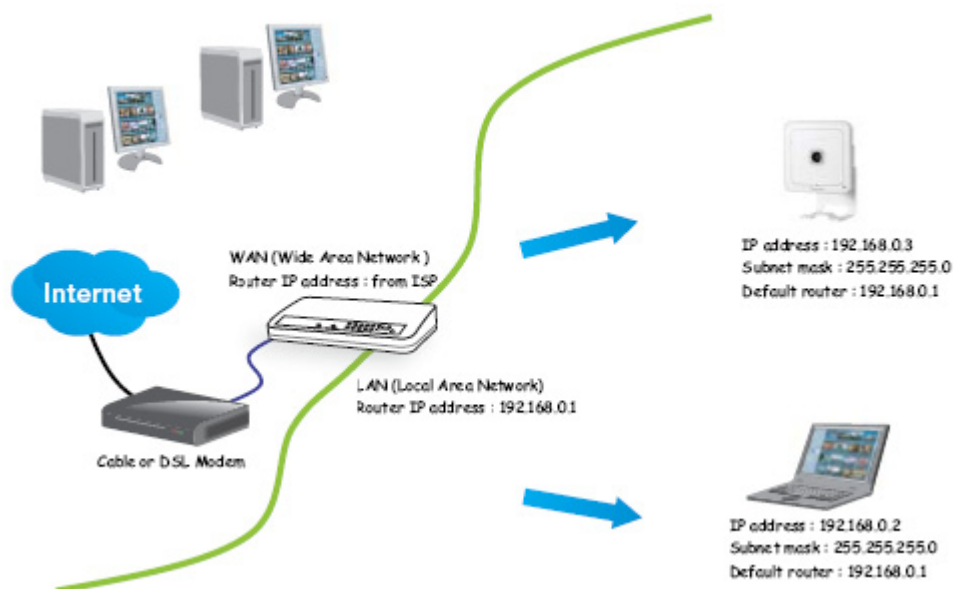 WAN (Wide Area Network )
Router IP address : from ISP
Internet
LAN (Local Area Network)
Router IP address : 192.168.0.1
Cable or DSL Modem
IP address : 192.168.0.3
Subnet mask : 255.255.255.0
Default router : 192.168.0.1
IP address : 192.168.0.2
Subnet mask : 255.255.255.0
Default router : 192.168.0.1